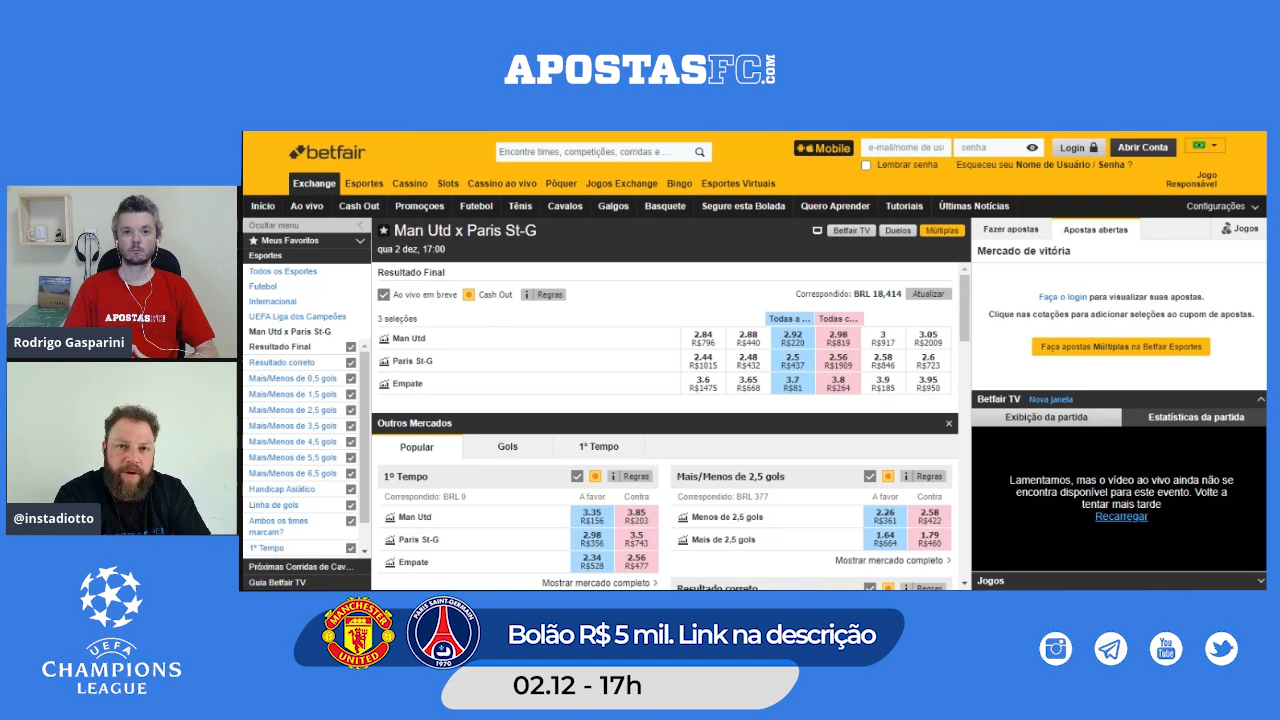 APOSTASFC.COM
betfair
Encontre times, competições, corridas e ...
Mobile
e-mail/nome de usu
senha
Login
Abrir Conta
Lembrar senha
Esqueceu seu Nome de Usuário / Senha ?
Exchange Esportes Cassino Slots Cassino ao vivo Pôquer Jogos Exchange Bingo Esportes Virtuais
Jogo
Responsável
Início Ao vivo Cash Out Promoçoes Futebol Tênis Cavalos Galgos Basquete Segure esta Bolada Quero Aprender Tutoriais Últimas Notícias Configurações
Ocultar menu
Meus Favoritos
Esportes
Todos os Esportes
Futebol
Internacional
UEFA Liga dos Campeões
Man Utd x Paris St-G
Resultado Final
Resultado correto
Mais/Menos de 0,5 gols
Mais/Menos de 1,5 gols
Mais/Menos de 2,5 gols
Mais/Menos de 3,5 gols
Mais/Menos de 4,5 gols
Mais/Menos de 5,5 gols
Mais/Menos de 6,5 gols
Handicap Asiático
Linha de gols
Ambos os times
marcam?
1º Tempo
Próximas Corridas de Cav...
Guia Betfair TV
Man Utd x Paris St-G
Betfair TV Duelos Múltiplas
qua 2 dez, 17:00
Resultado Final
Ao vivo em breve Cash Out Regras
Correspondido: BRL 18,414 Atualizar
3 seleções
Todas a ... Todas c...
Man Utd 2.84 2.88 2.92 2.98 3 3.05
R$796 R$440 R$220 R$819 R$917 R$2009
Paris St-G 2.44 2.48 2.5 2.56 2.58 2.6
R$1015 R$432 R$437 R$1909 R$846 R$723
Empate 3.6 3.65 3.7 3.8 3.9 3.95
R$1475 R$668 R$81 R$264 R$185 R$950
Outros Mercados
Popular Gols 1º Tempo
1º Tempo Regras
Correspondido: BRL 0 A favor Contra
Man Utd 3.35 3.85
R$156 R$203
Paris St-G 2.98 3.5
R$356 R$743
Empate 2.34 2.56
R$528 R$477
Mostrar mercado completo
Mais/Menos de 2,5 gols Regras
Correspondido: BRL 377 A favor Contra
Menos de 2,5 gols 2.26 2.58
R$361 R$422
Mais de 2,5 gols 1.64 1.79
R$664 R$460
Mostrar mercado completo
Resultado correto Regras
Fazer apostas Apostas abertas Jogos
Mercado de vitória
Faça o login para visualizar suas apostas.
Clique nas cotações para adicionar seleções ao cupom de apostas.
Faça apostas Múltiplas na Betfair Esportes
Betfair TV Nova janela
Exibição da partida Estatísticas da partida
Lamentamos, mas o vídeo ao vivo ainda não se
encontra disponível para este evento. Volte a
tentar mais tarde
Recarregar
Jogos
APOSTASFC
Rodrigo Gasparini
@instadiotto
UEFA
CHAMPIONS
LEAGUE
MANCHESTER
UNITED
PARIS SAINT-GERMAIN
1970
Bolão R$ 5 mil. Link na descrição
02.12 - 17h
You
Tube